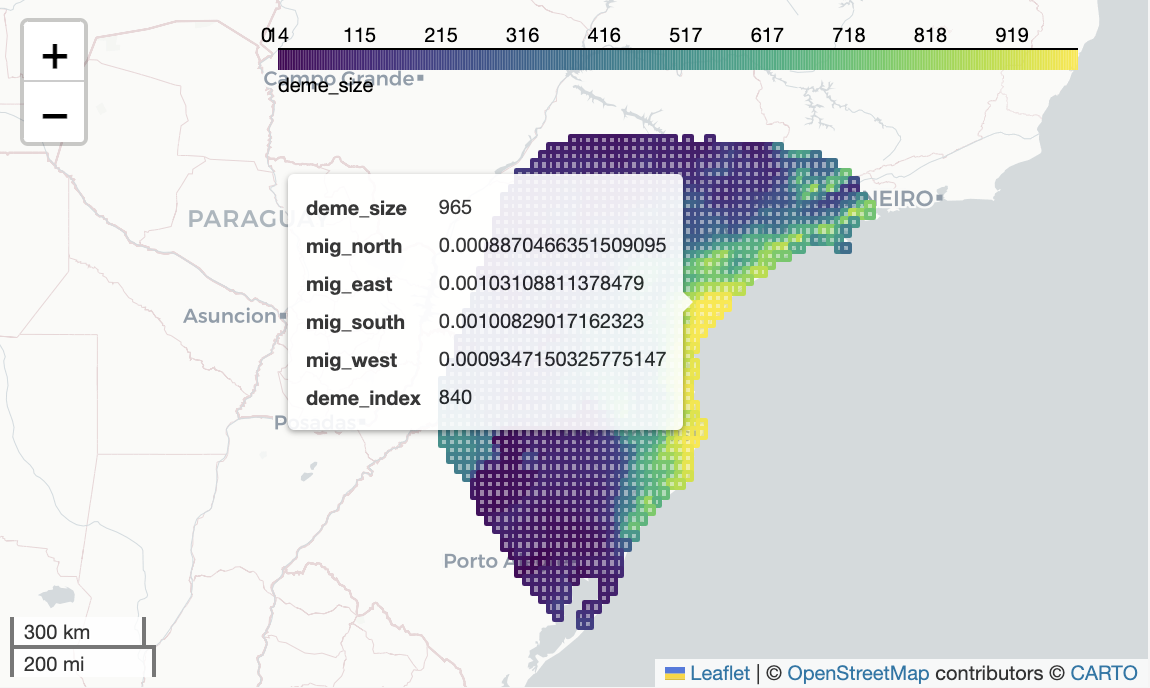 +
−
014 115 215 316 416 517 617 718 818 919
Campo Grande
deme_size
NEIRO
PARAGUA
deme_size 965
mig_north 0.0008870466351509095
mig_east 0.00103108811378479
mig_south 0.00100829017162323
mig_west 0.0009347150325775147
deme_index 840
Asuncion
Posadas
Porto A
300 km
200 mi
Leaflet | © OpenStreetMap contributors © CARTO